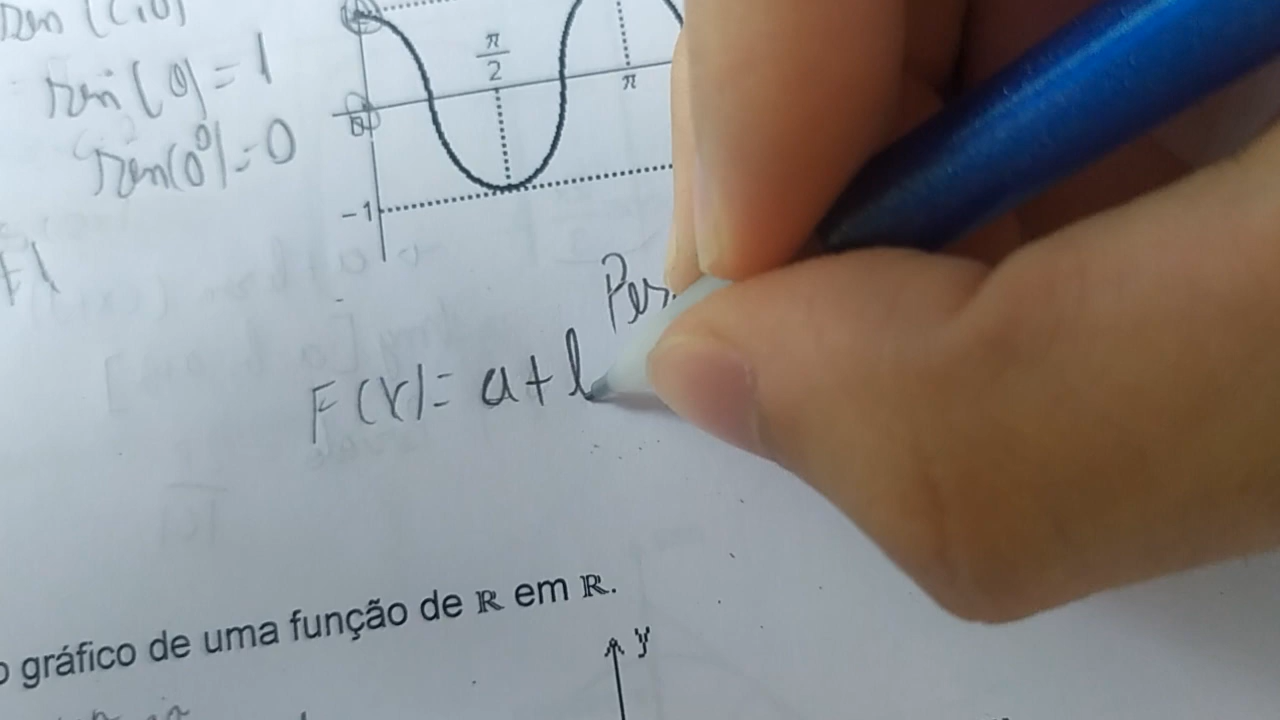 sen(0)=1
sen(0°)=0
π
2
π
0
-1
Per
F(x)= a+b
o gráfico de uma função de ℝ em ℝ.
y